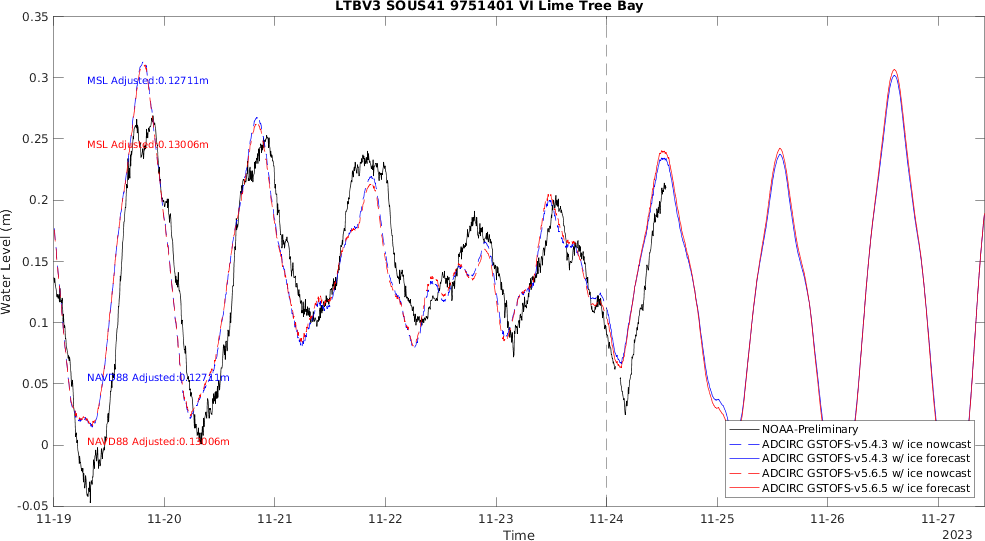 LTBV3 SOUS41 9751401 VI Lime Tree Bay
0.35
0.3
0.25
0.2
0.15
0.1
0.05
0
-0.05
Water Level (m)
MSL Adjusted:0.12711m
MSL Adjusted:0.13006m
NAVD88 Adjusted:0.12711m
NAVD88 Adjusted:0.13006m
NOAA-Preliminary
ADCIRC GSTOFS-v5.4.3 w/ ice nowcast
ADCIRC GSTOFS-v5.4.3 w/ ice forecast
ADCIRC GSTOFS-v5.6.5 w/ ice nowcast
ADCIRC GSTOFS-v5.6.5 w/ ice forecast
11-19 11-20 11-21 11-22 11-23 11-24 11-25 11-26 11-27
Time
2023